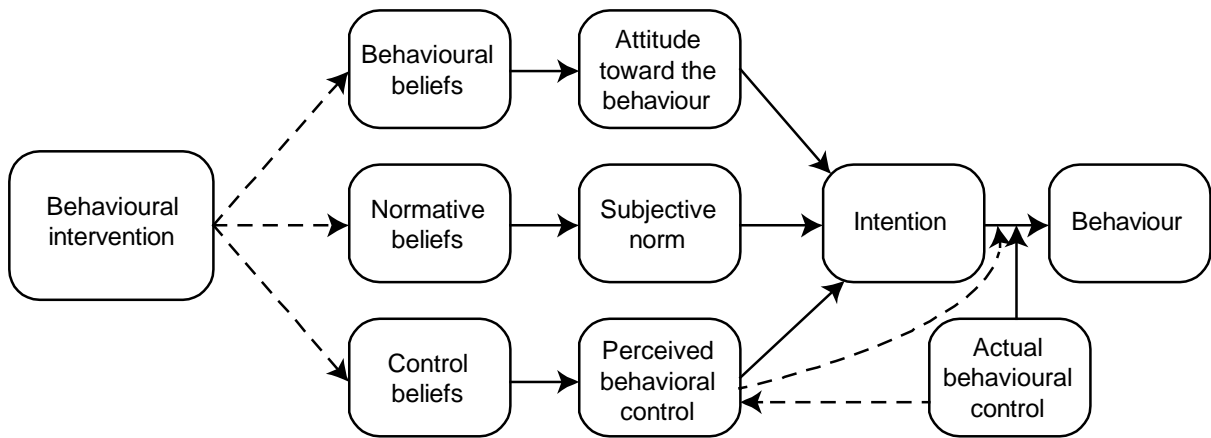 Behavioural
beliefs
Attitude
toward the
behaviour
Behavioural
intervention
Normative
beliefs
Subjective
norm
Intention
Behaviour
Control
beliefs
Perceived
behavioral
control
Actual
behavioural
control